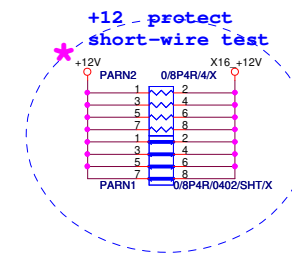 +12 protect
short-wire test
+12V X16_+12V
PARN2 0/8P4R/4/X
1 2
3 4
5 6
7 8
1 2
3 4
5 6
7 8
PARN1 0/8P4R/0402/SHT/X